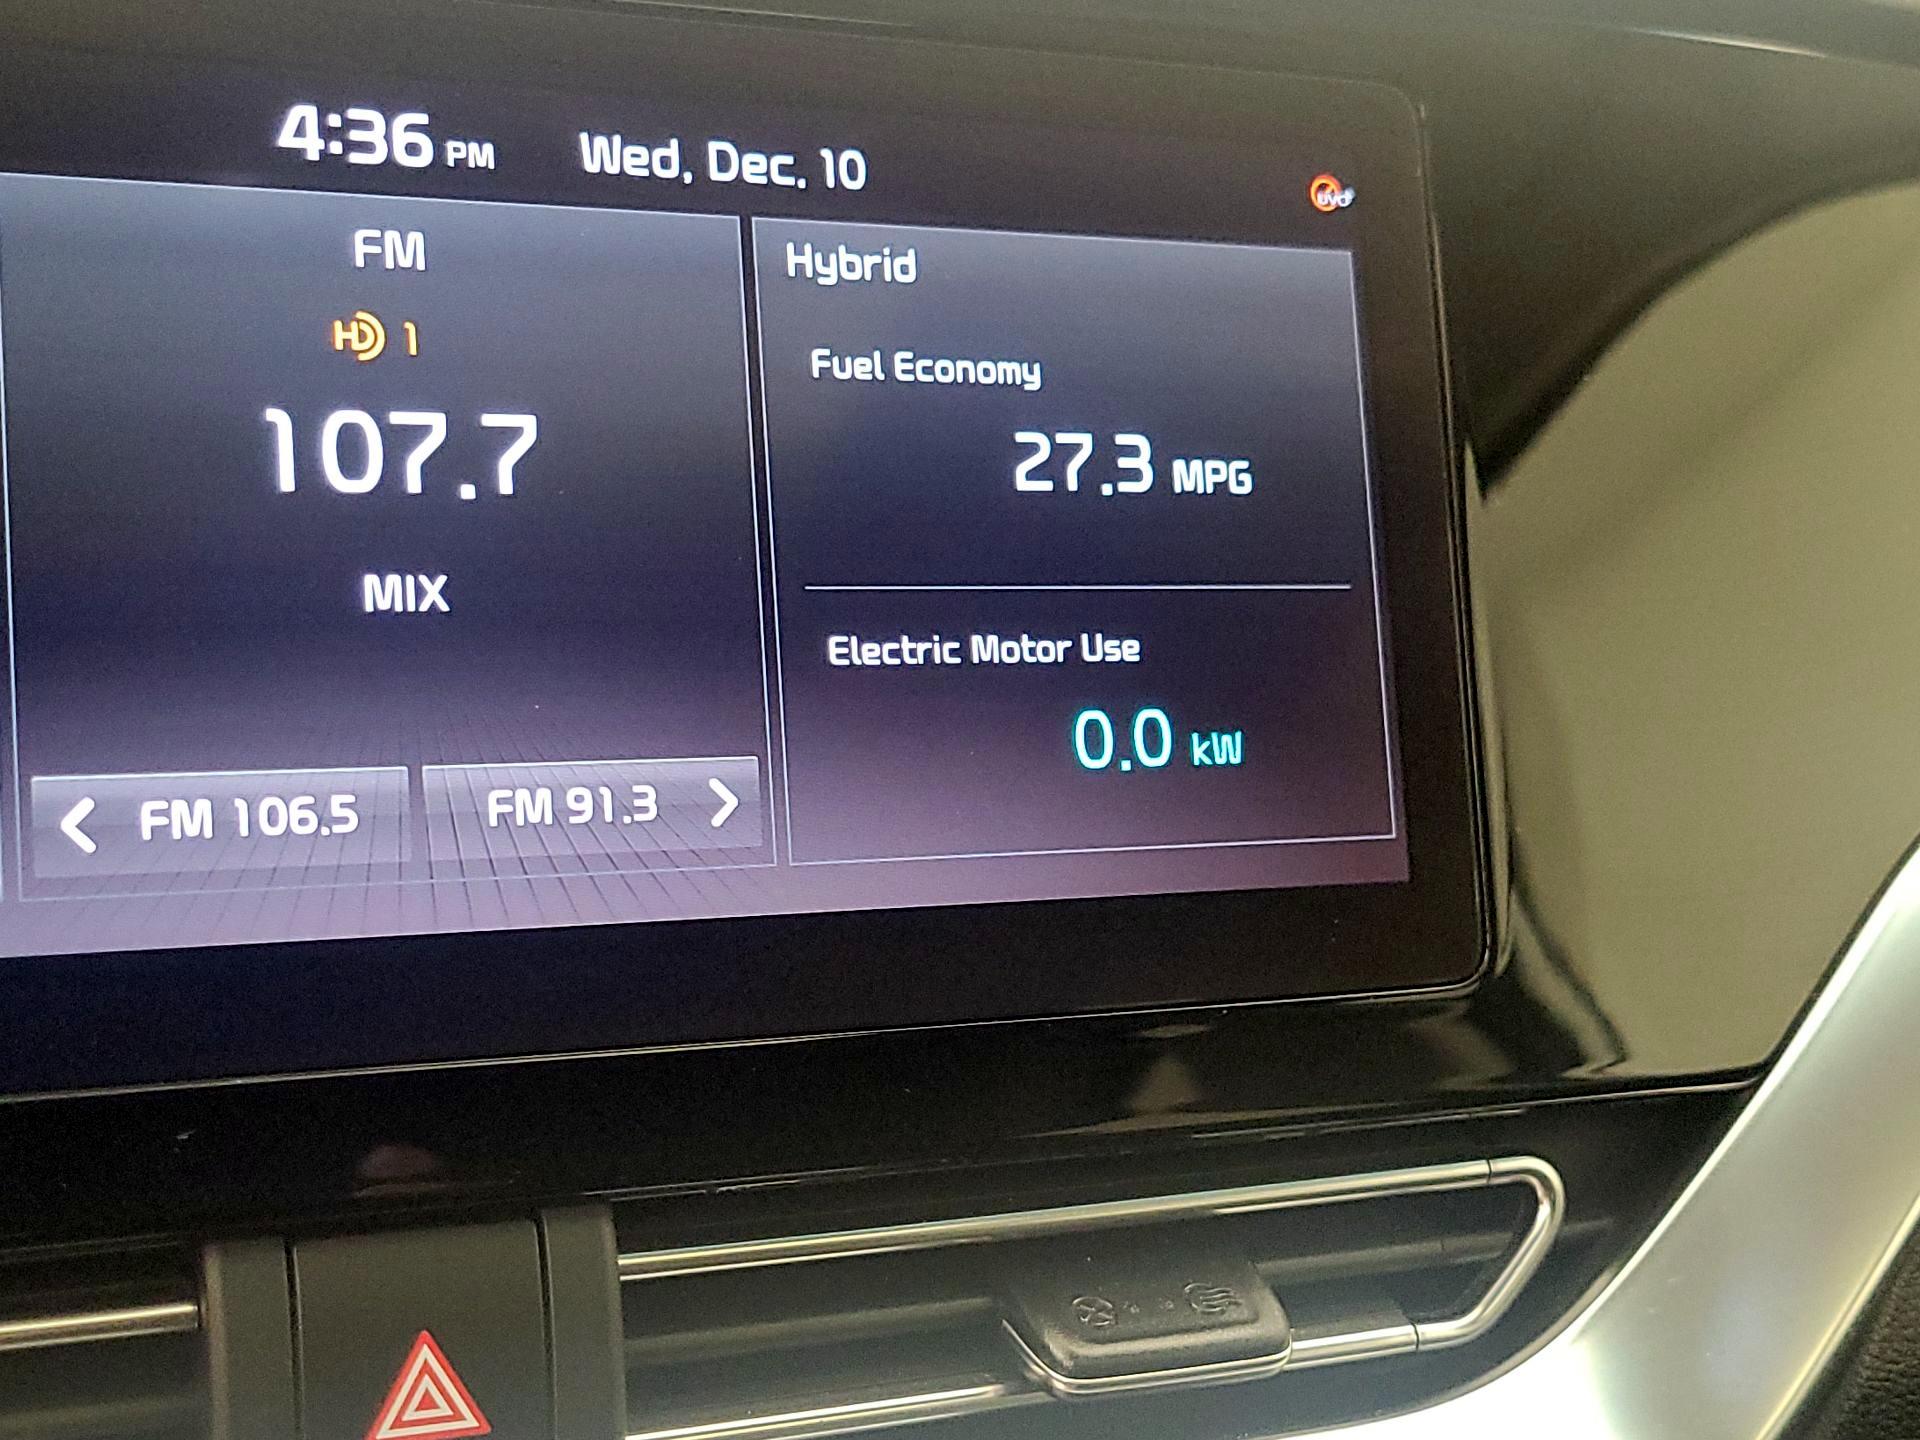 4:36 PM Wed, Dec. 10
UVO
FM
HD 1
107.7
MIX
FM 106.5
FM 91.3
Hybrid
Fuel Economy
27.3 MPG
Electric Motor Use
0.0 kW